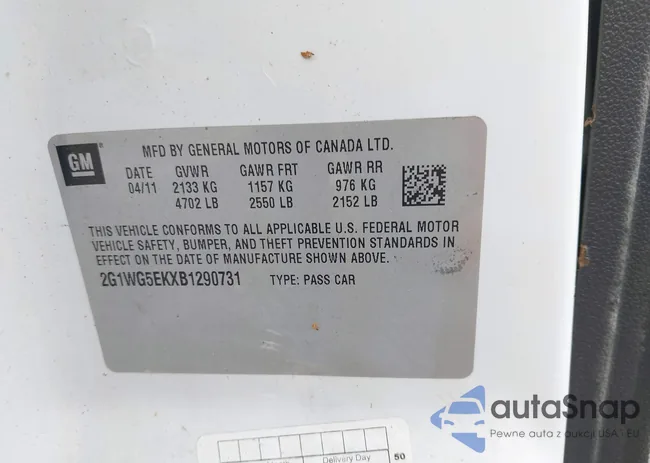 GM
MFD BY GENERAL MOTORS OF CANADA LTD.
DATE GVWR GAWR FRT GAWR RR
04/11 2133 KG 1157 KG 976 KG
4702 LB 2550 LB 2152 LB
THIS VEHICLE CONFORMS TO ALL APPLICABLE U.S. FEDERAL MOTOR
VEHICLE SAFETY, BUMPER, AND THEFT PREVENTION STANDARDS IN
EFFECT ON THE DATE OF MANUFACTURE SHOWN ABOVE.
2G1WG5EKXB1290731 TYPE: PASS CAR
autoSnap
Pewne auta z aukcji USA - EU
Delivery Day 50